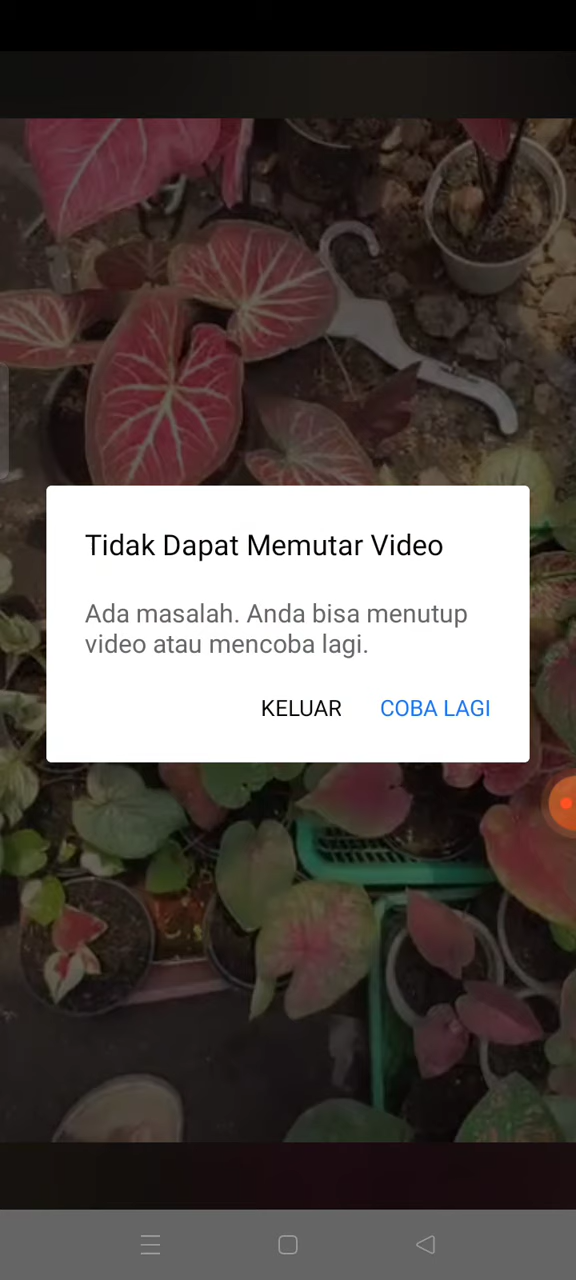 Tidak Dapat Memutar Video
Ada masalah. Anda bisa menutup
video atau mencoba lagi.
KELUAR COBA LAGI